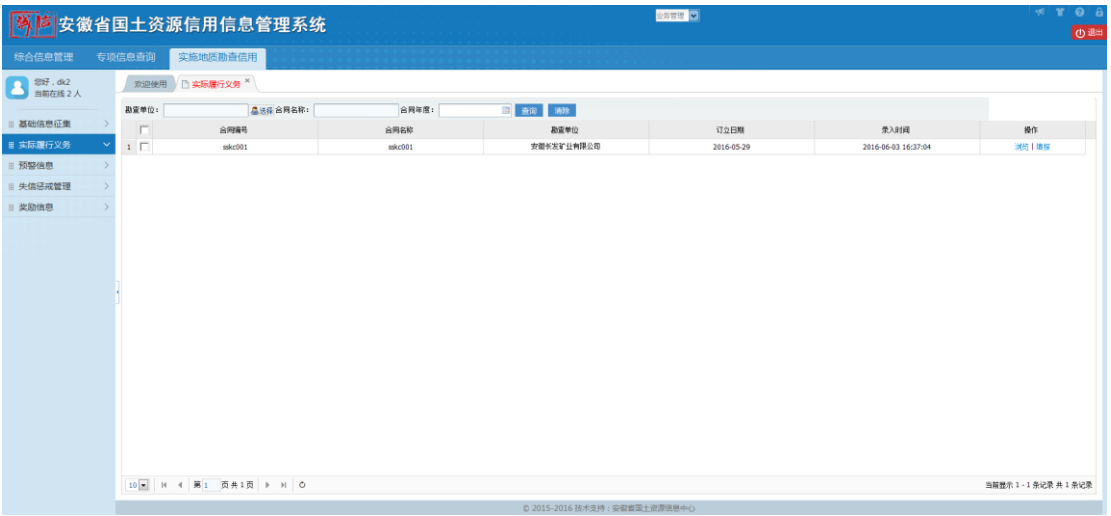 诚信 安徽省国土资源信用信息管理系统
业务管理
退出
综合信息管理 专项信息查询 实施地质勘查信用
您好，dk2
当前在线 2 人
欢迎使用 实际履行义务 ×
勘查单位： 选择 合同名称： 合同年度： 查询 清除
基础信息征集
实际履行义务
预警信息
失信惩戒管理
奖励信息
合同编号 合同名称 勘查单位 订立日期 录入时间 操作
1 sskc001 sskc001 安徽长发矿业有限公司 2016-05-29 2016-06-03 16:37:04 浏览 | 填报
10 第 1 页 共 1 页 当前显示 1 - 1 条记录 共 1 条记录
© 2015-2016 技术支持：安徽省国土资源信息中心